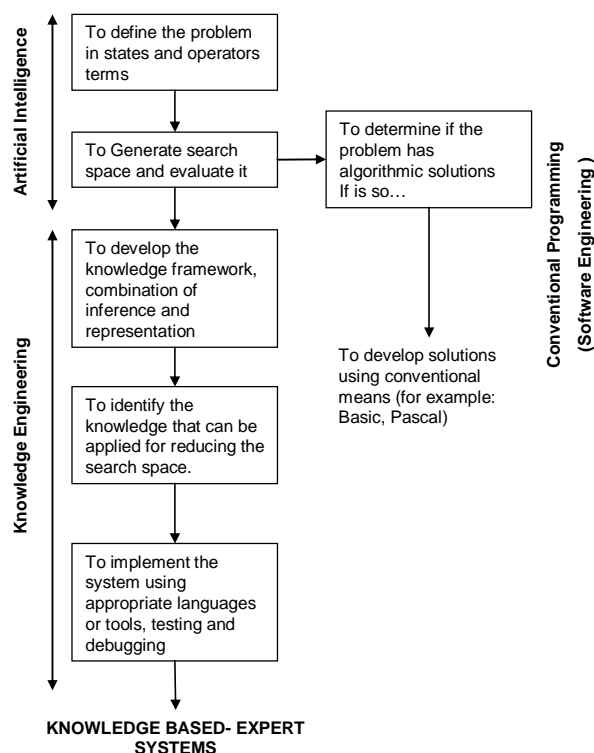 Artificial Intelligence
To define the problem
in states and operators
terms
To Generate search
space and evaluate it
To determine if the
problem has
algorithmic solutions
If is so…
Conventional Programming
(Software Engineering )
Knowledge Engineering
To develop the
knowledge framework,
combination of
inference and
representation
To develop solutions
using conventional
means (for example:
Basic, Pascal)
To identify the
knowledge that can be
applied for reducing the
search space.
To implement the
system using
appropriate languages
or tools, testing and
debugging
KNOWLEDGE BASED- EXPERT
SYSTEMS